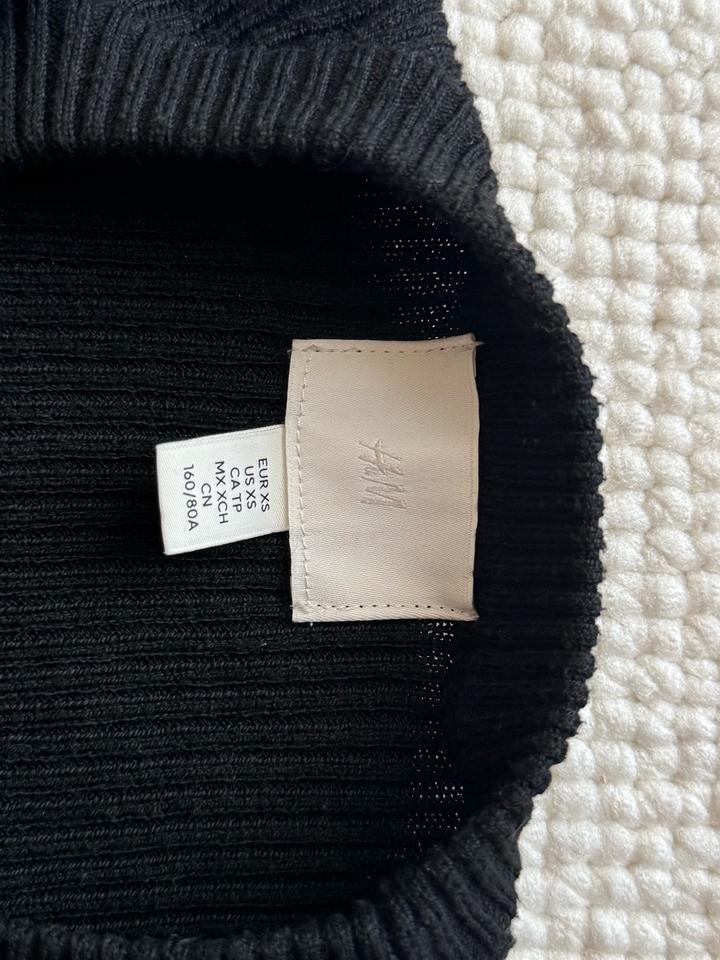 H&M
EUR XS
US XS
CA TP
MX XCH
CN
160/80A